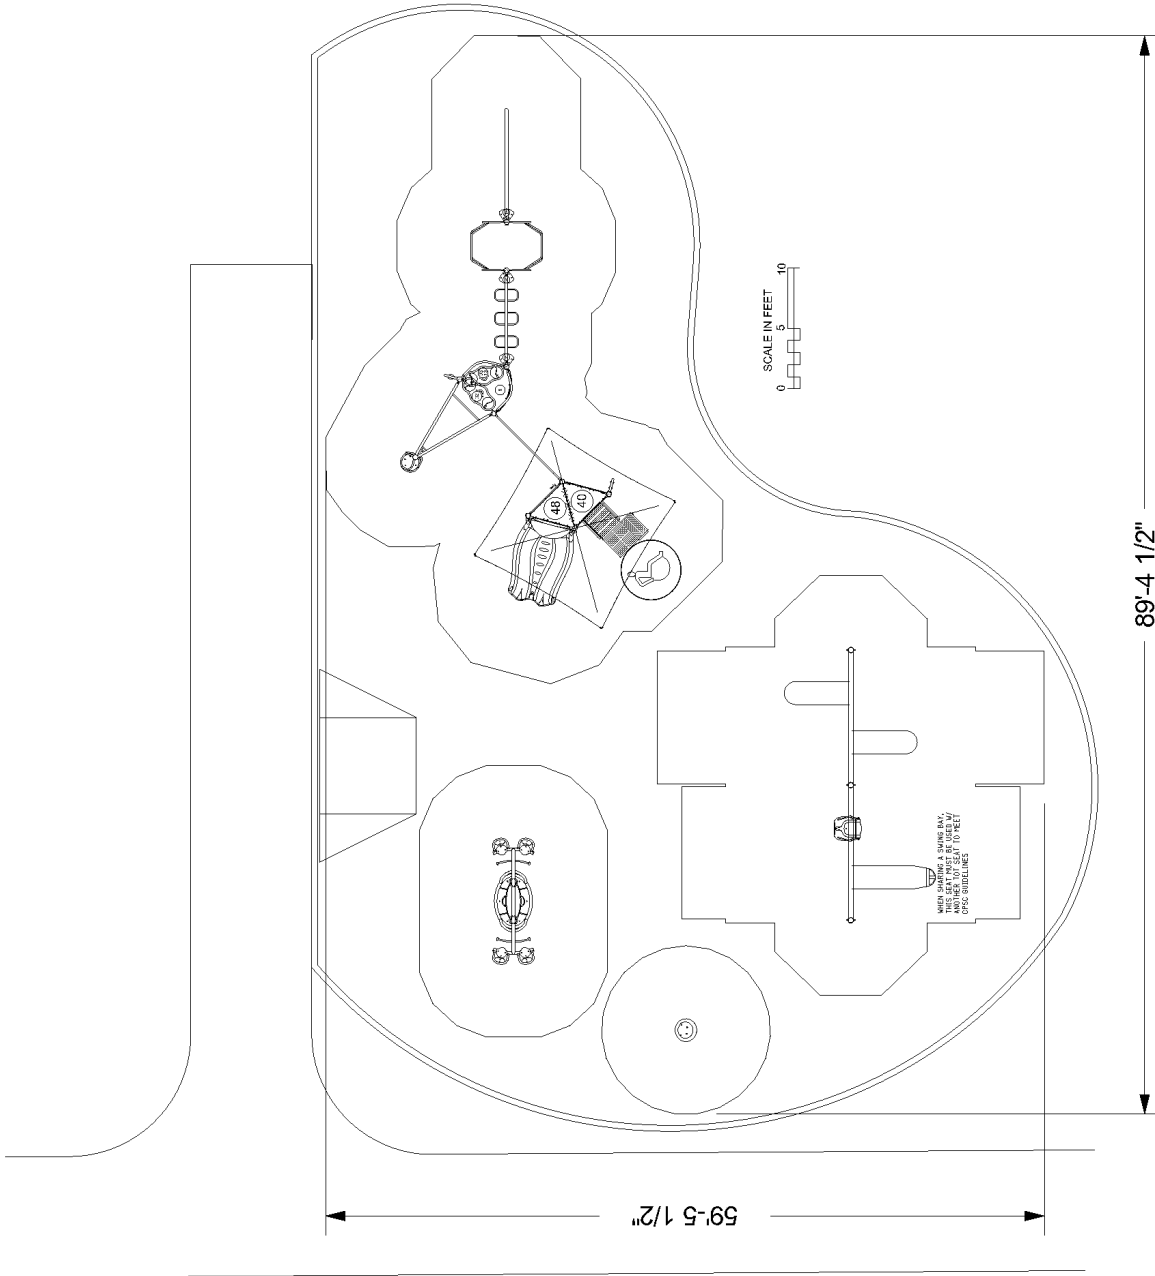 SCALE IN FEET
0 5 10
48
40
89'-4 1/2"
WHEN SHARING A SWING BAY,
THIS SEAT MUST BE USED W/
ANOTHER TOT SEAT TO MEET
CPSC GUIDELINES
59'-5 1/2"